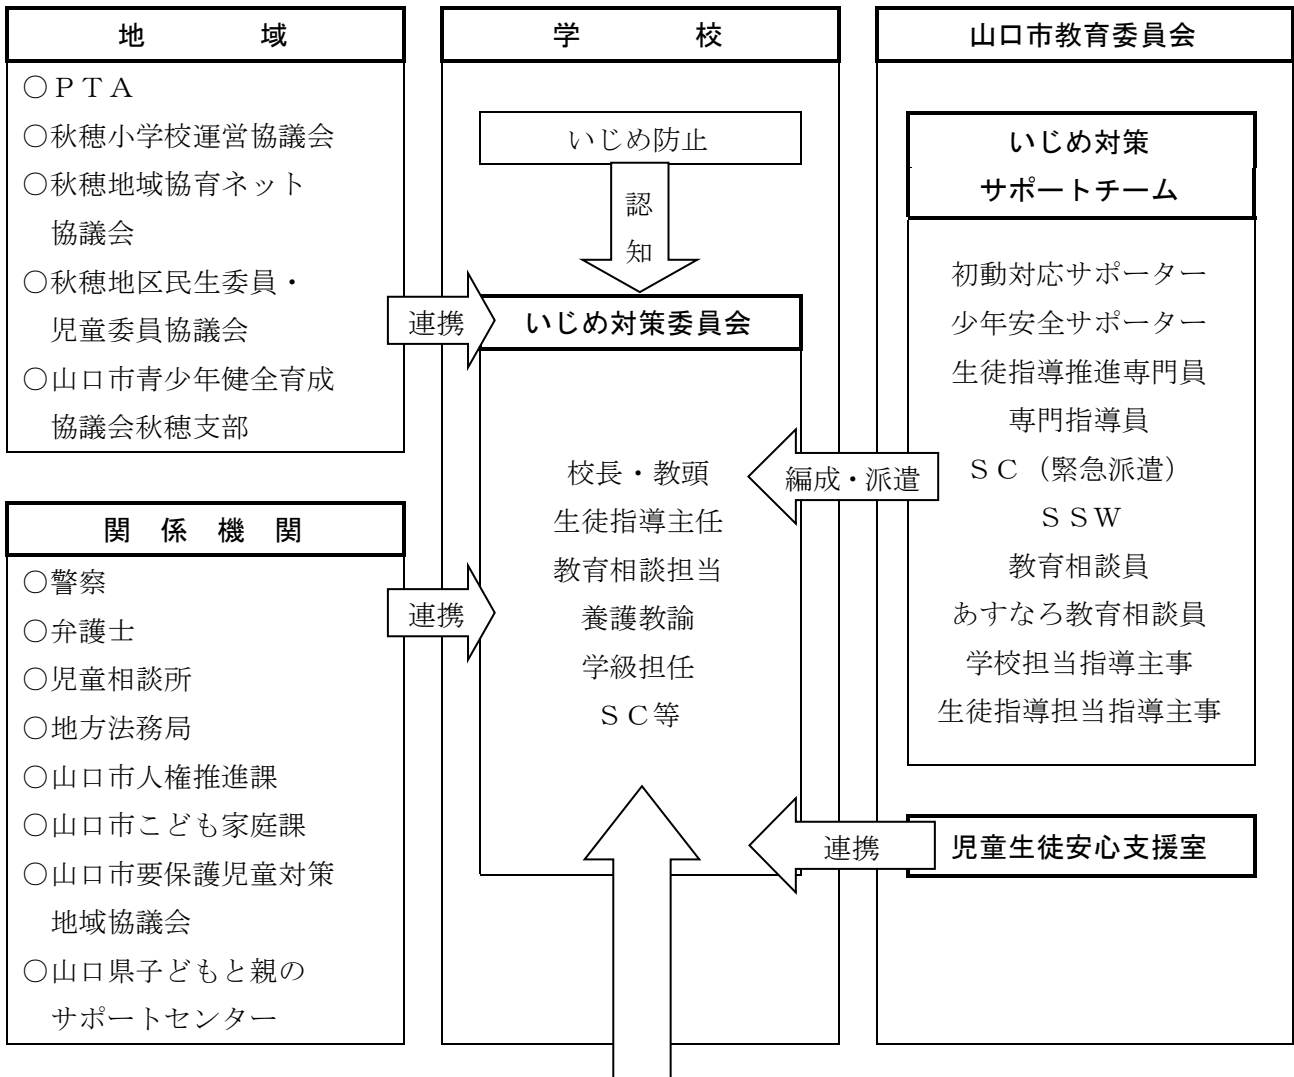 地　域
○ＰＴＡ
○秋穂小学校運営協議会
○秋穂地域協育ネット
協議会
○秋穂地区民生委員・
児童委員協議会
○山口市青少年健全育成
協議会秋穂支部
関　係　機　関
○警察
○弁護士
○児童相談所
○地方法務局
○山口市人権推進課
○山口市こども家庭課
○山口市要保護児童対策
地域協議会
○山口県子どもと親の
サポートセンター
連携
連携
学　校
いじめ防止
認
知
いじめ対策委員会
校長・教頭
生徒指導主任
教育相談担当
養護教諭
学級担任
ＳＣ等
編成・派遣
連携
山口市教育委員会
いじめ対策
サポートチーム
初動対応サポーター
少年安全サポーター
生徒指導推進専門員
専門指導員
ＳＣ（緊急派遣）
ＳＳＷ
教育相談員
あすなろ教育相談員
学校担当指導主事
生徒指導担当指導主事
児童生徒安心支援室